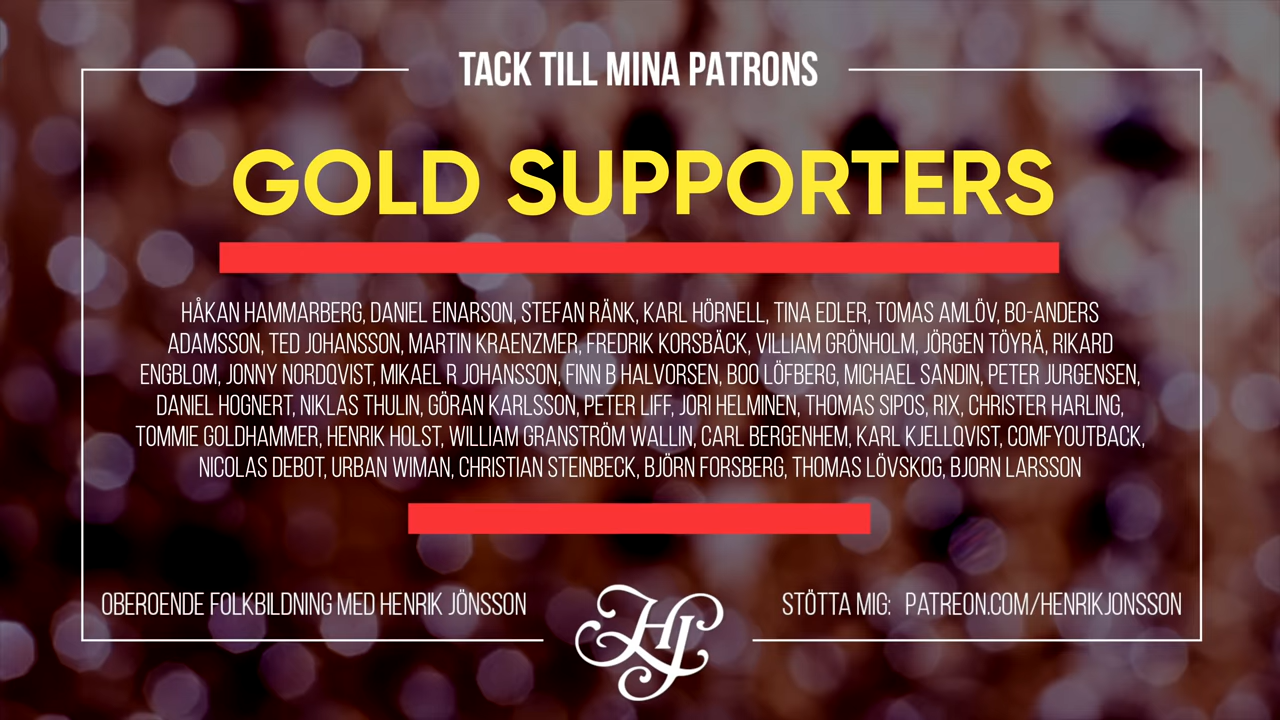 TACK TILL MINA PATRONS
GOLD SUPPORTERS
HÅKAN HAMMARBERG, DANIEL EINARSON, STEFAN RÄNK, KARL HÖRNELL, TINA EDLER, TOMAS AMLÖV, BO-ANDERS
ADAMSSON, TED JOHANSSON, MARTIN KRAENZMER, FREDRIK KORSBÄCK, VILLIAM GRÖNHOLM, JÖRGEN TÖYRÄ, RIKARD
ENGBLOM, JONNY NORDQVIST, MIKAEL R JOHANSSON, FINN B HALVORSEN, BOO LÖFBERG, MICHAEL SANDIN, PETER JURGENSEN,
DANIEL HOGNERT, NIKLAS THULIN, GÖRAN KARLSSON, PETER LIFF, JORI HELMINEN, THOMAS SIPOS, RIX, CHRISTER HARLING,
TOMMIE GOLDHAMMER, HENRIK HOLST, WILLIAM GRANSTRÖM WALLIN, CARL BERGENHEM, KARL KJELLQVIST, COMFYOUTBACK,
NICOLAS DEBOT, URBAN WIMAN, CHRISTIAN STEINBECK, BJÖRN FORSBERG, THOMAS LÖVSKOG, BJORN LARSSON
OBEROENDE FOLKBILDNING MED HENRIK JÖNSSON
HJ
STÖTTA MIG: PATREON.COM/HENRIKJONSSON